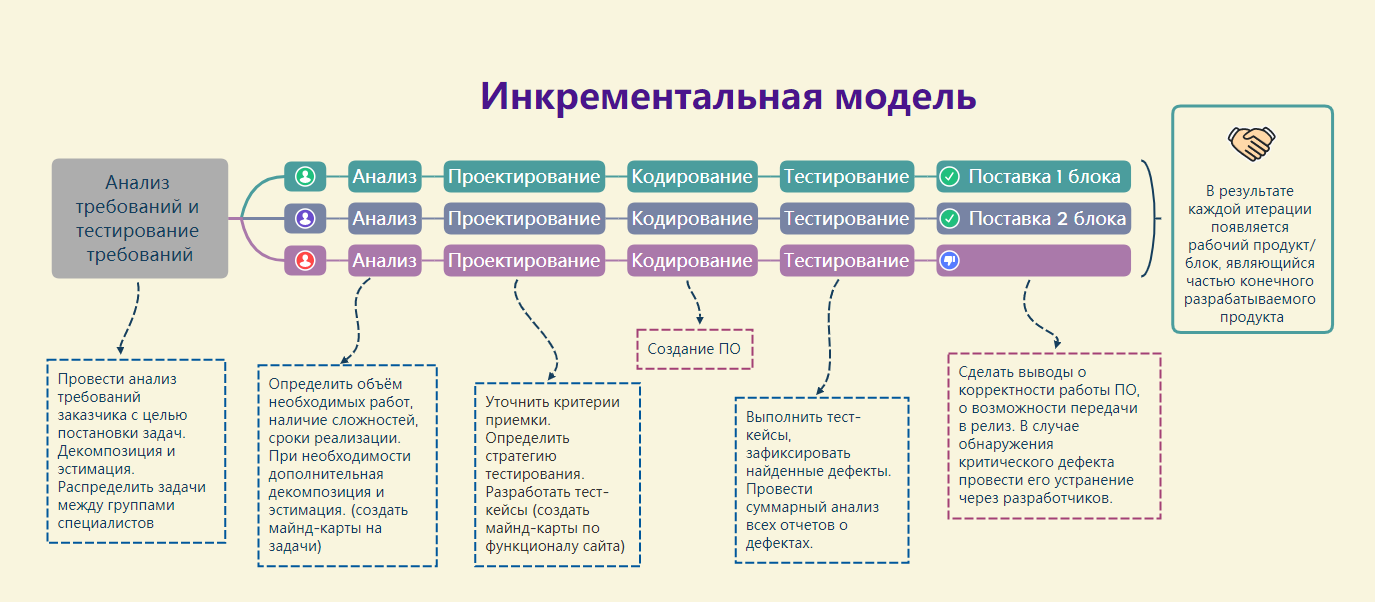 Инкрементальная модель
Анализ
требований и
тестирование
требований
Анализ
Проектирование
Кодирование
Тестирование
Поставка 1 блока
Анализ
Проектирование
Кодирование
Тестирование
Поставка 2 блока
Анализ
Проектирование
Кодирование
Тестирование
В результате
каждой итерации
появляется
рабочий продукт/
блок, являющийся
частью конечного
разрабатываемого
продукта
Провести анализ
требований
заказчика с целью
постановки задач.
Декомпозиция и
эстимация.
Распределить задачи
между группами
специалистов
Определить объём
необходимых работ,
наличие сложностей,
сроки реализации.
При необходимости
дополнительная
декомпозиция и
эстимация. (создать
майнд-карты на
задачи)
Уточнить критерии
приемки.
Определить
стратегию
тестирования.
Разработать тест-
кейсы (создать
майнд-карты по
функционалу сайта)
Создание ПО
Выполнить тест-
кейсы,
зафиксировать
найденные дефекты.
Провести
суммарный анализ
всех отчетов о
дефектах.
Сделать выводы о
корректности работы ПО,
о возможности передачи
в релиз. В случае
обнаружения
критического дефекта
провести его устранение
через разработчиков.